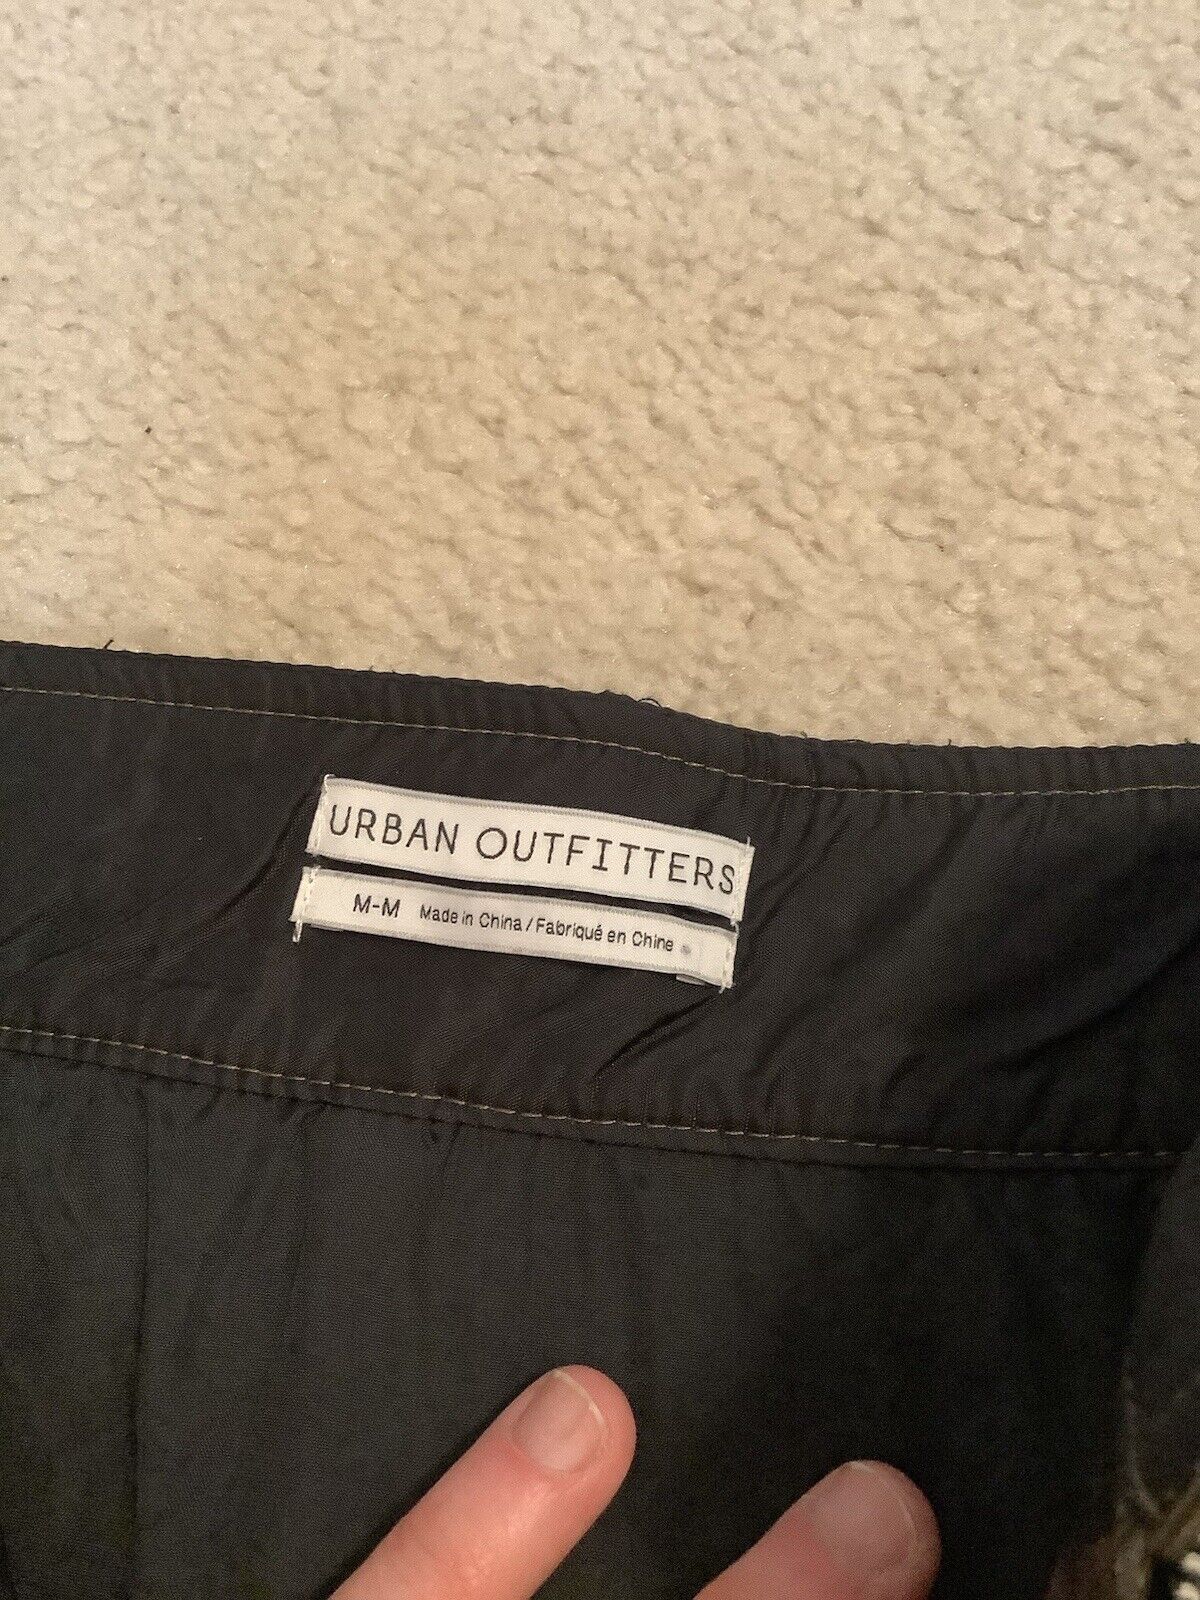 URBAN OUTFITTERS
M-M Made in China / Fabriqué en Chine